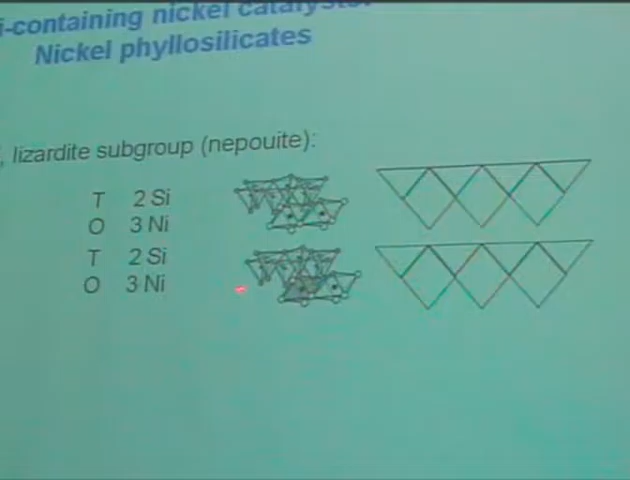 i-containing nickel catalysts.
Nickel phyllosilicates
, lizardite subgroup (nepouite):
T 2 Si
O 3 Ni
T 2 Si
O 3 Ni